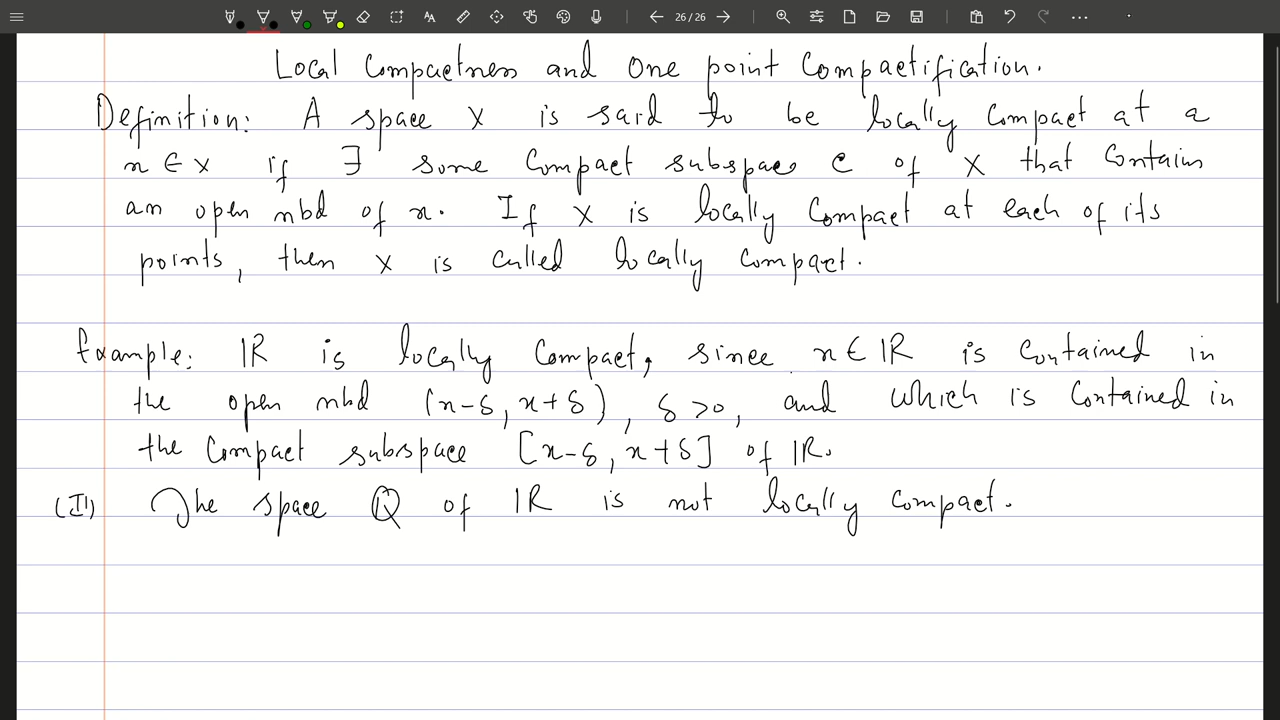 26/26
Local Compactness and one point Compactification.
Definition: A space X is said to be locally compact at a
x ∈ X if ∃ some compact subspace C of X that contains
an open nbd of x. If X is locally compact at each of its
points, then X is called locally compact.
Example: ℝ is locally compact, since x ∈ ℝ is contained in
the open nbd (x-δ, x+δ), δ>0, and which is contained in
the compact subspace [x-δ, x+δ] of ℝ.
(II) The space ℚ of ℝ is not locally compact.